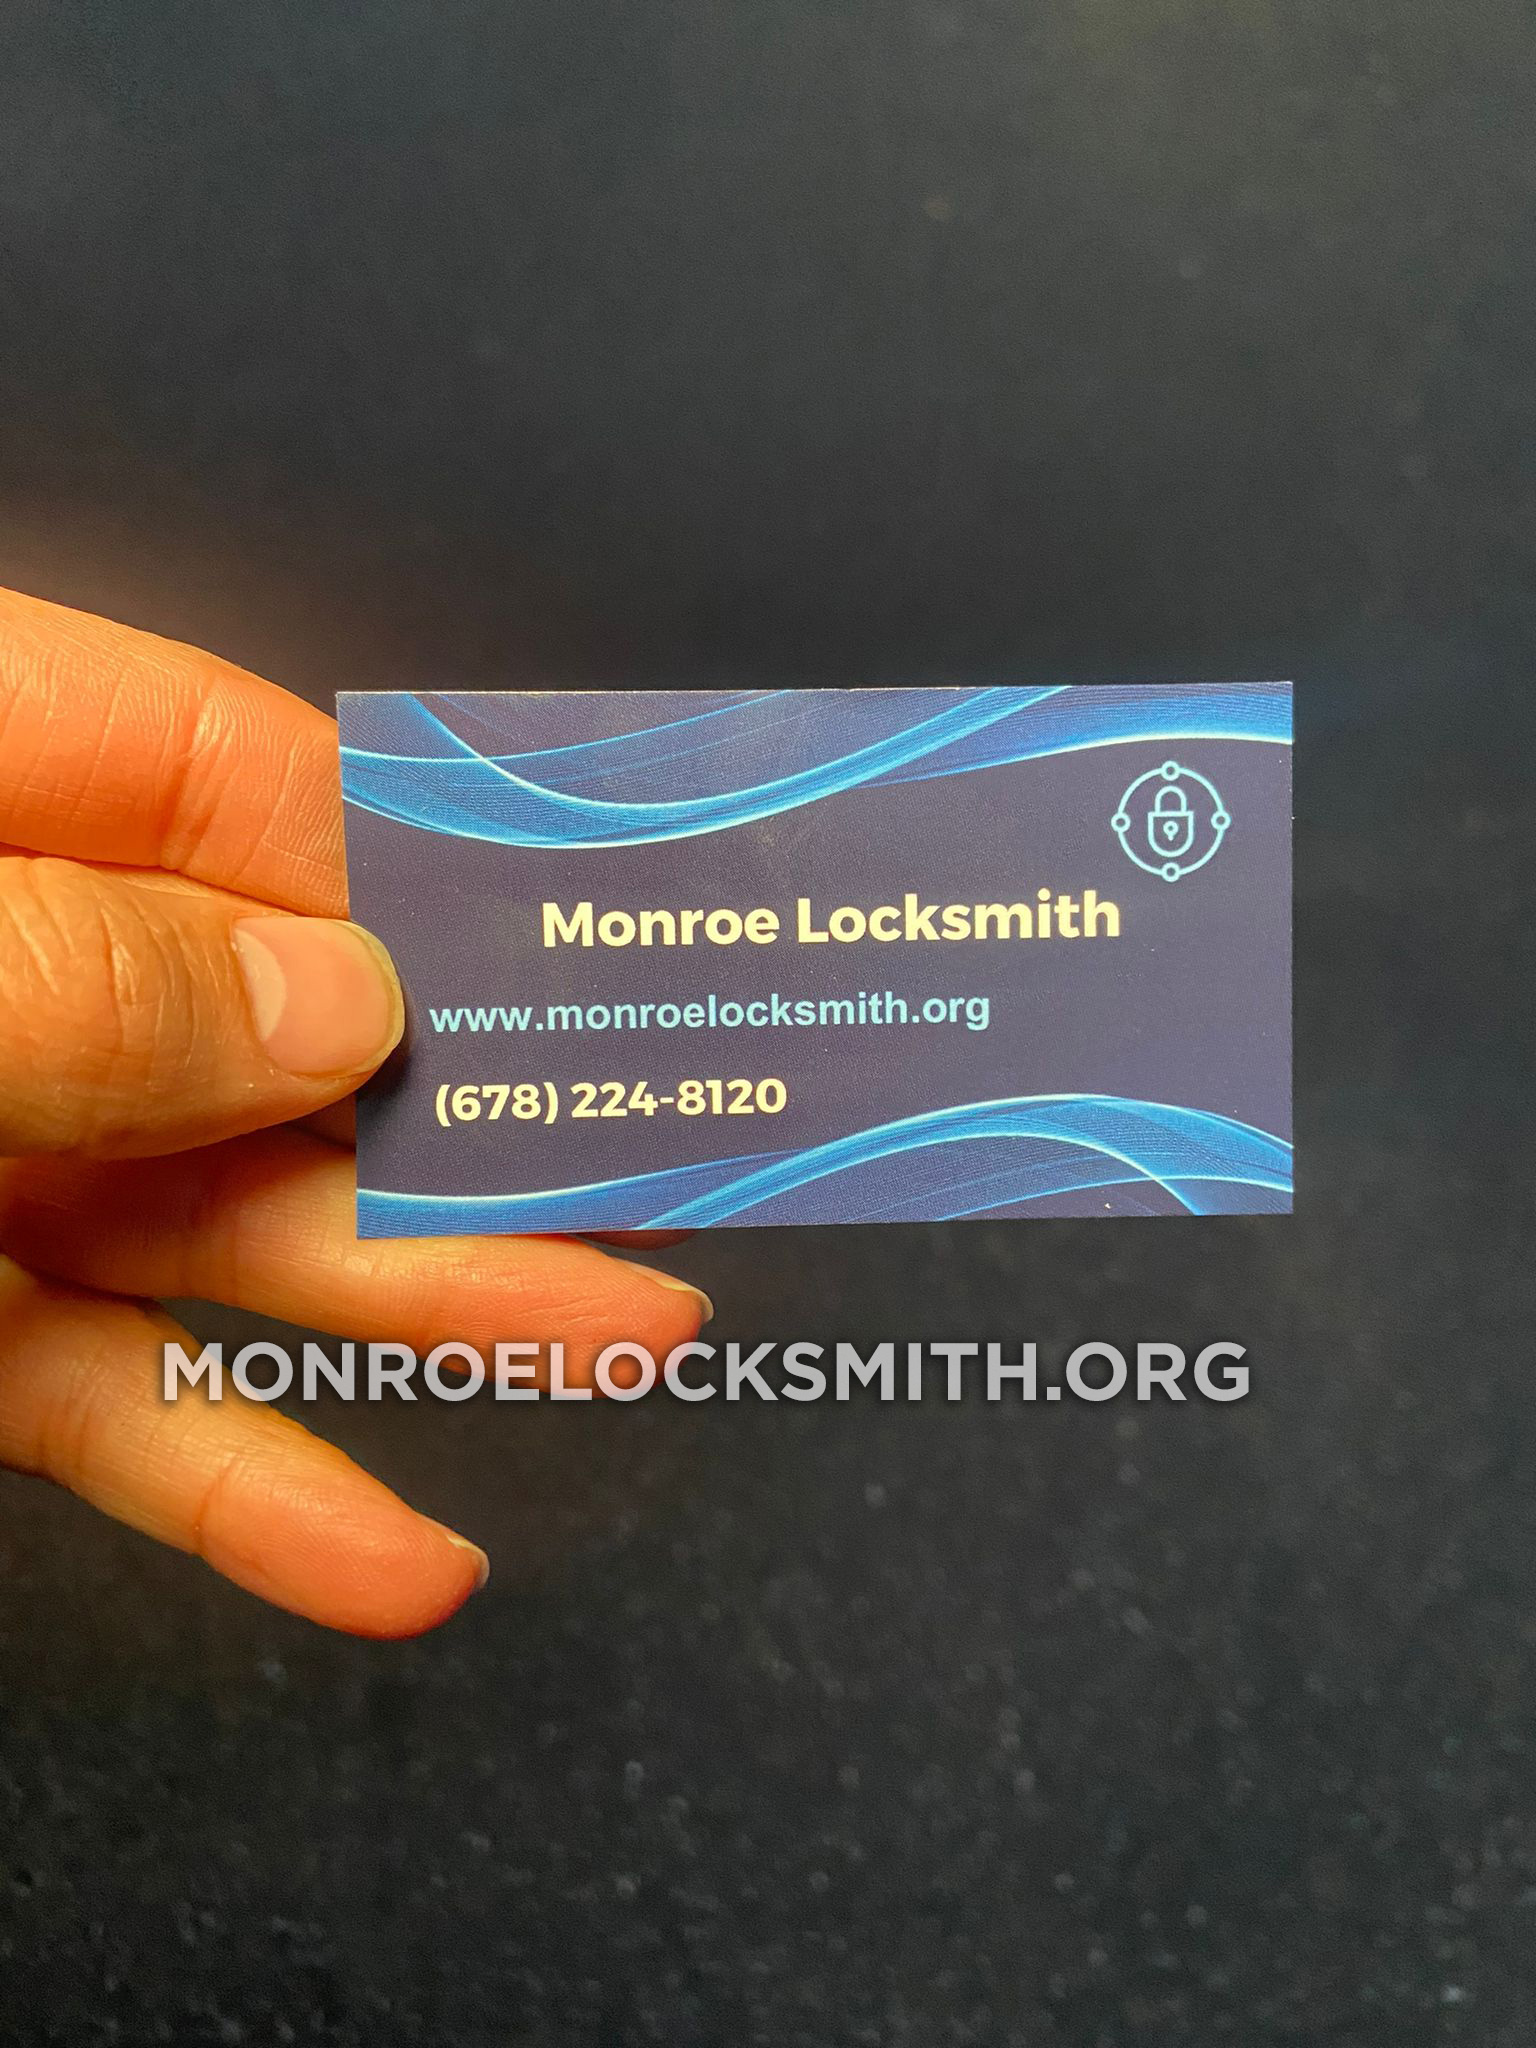 Monroe Locksmith
www.monroelocksmith.org
(678) 224-8120
MONROELOCKSMITH.ORG